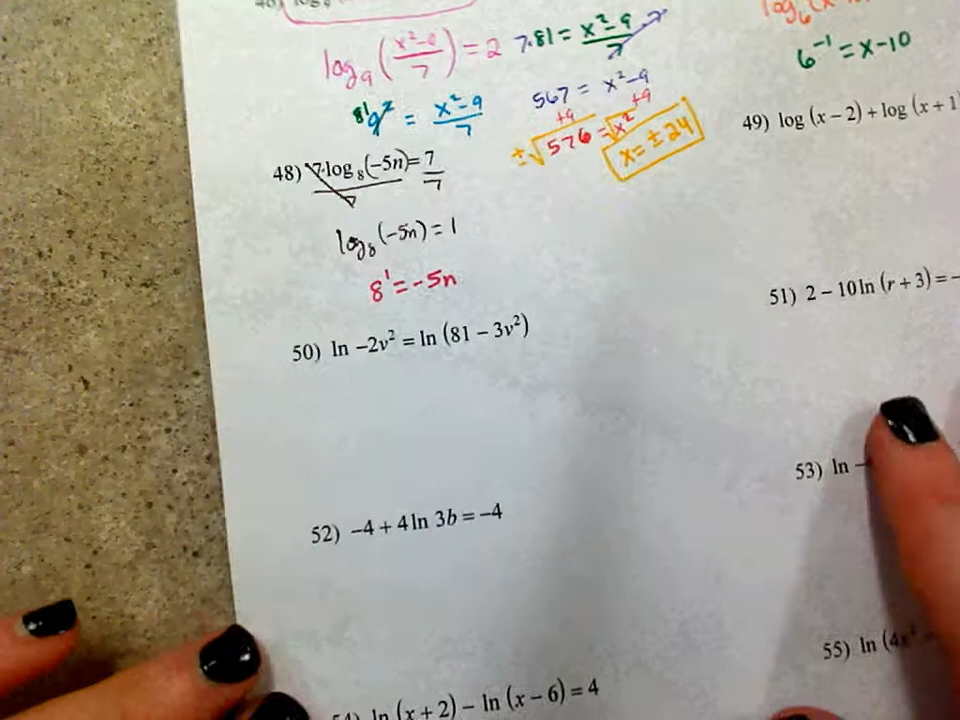 log₉ (x²-9/7) = 2
7·81 = x²-9/7 ·7
81 9² = x²-9/7
567 = x²-9
+9 +9
±√576 = √x²
x = ±24
48) 7·log₈(−5n) = 7
7 7
log₈(-5n) = 1
8¹ = -5n
6⁻¹ = x-10
49) log (x − 2) + log (x + 1
50) ln −2v² = ln (81 − 3v²)
51) 2 − 10 ln (r + 3) =
52) −4 + 4 ln 3b = −4
53) ln −
ln (x + 2) − ln (x − 6) = 4
55) ln (4x